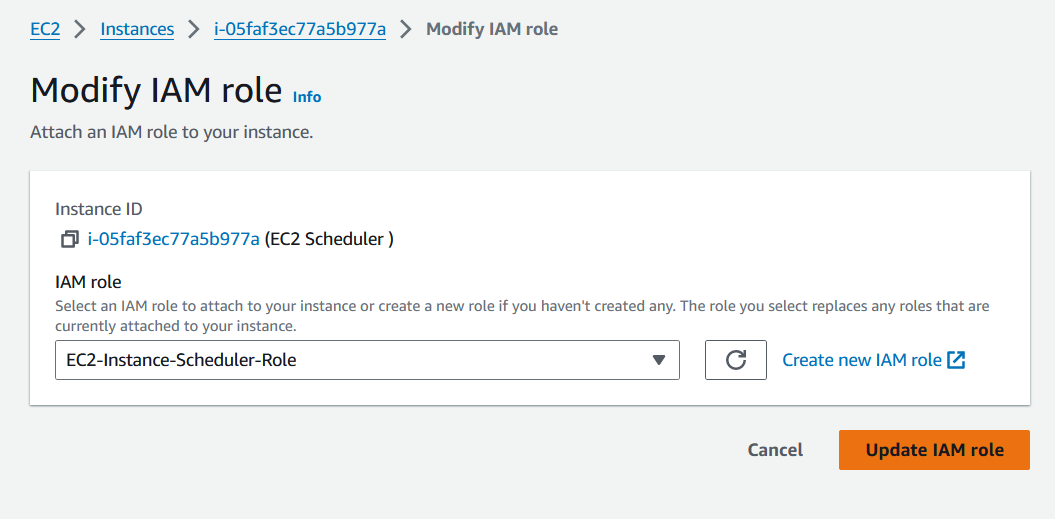 EC2 > Instances > i-05faf3ec77a5b977a > Modify IAM role
Modify IAM role Info
Attach an IAM role to your instance.
Instance ID
i-05faf3ec77a5b977a (EC2 Scheduler )
IAM role
Select an IAM role to attach to your instance or create a new role if you haven't created any. The role you select replaces any roles that are
currently attached to your instance.
EC2-Instance-Scheduler-Role
Create new IAM role
Cancel
Update IAM role